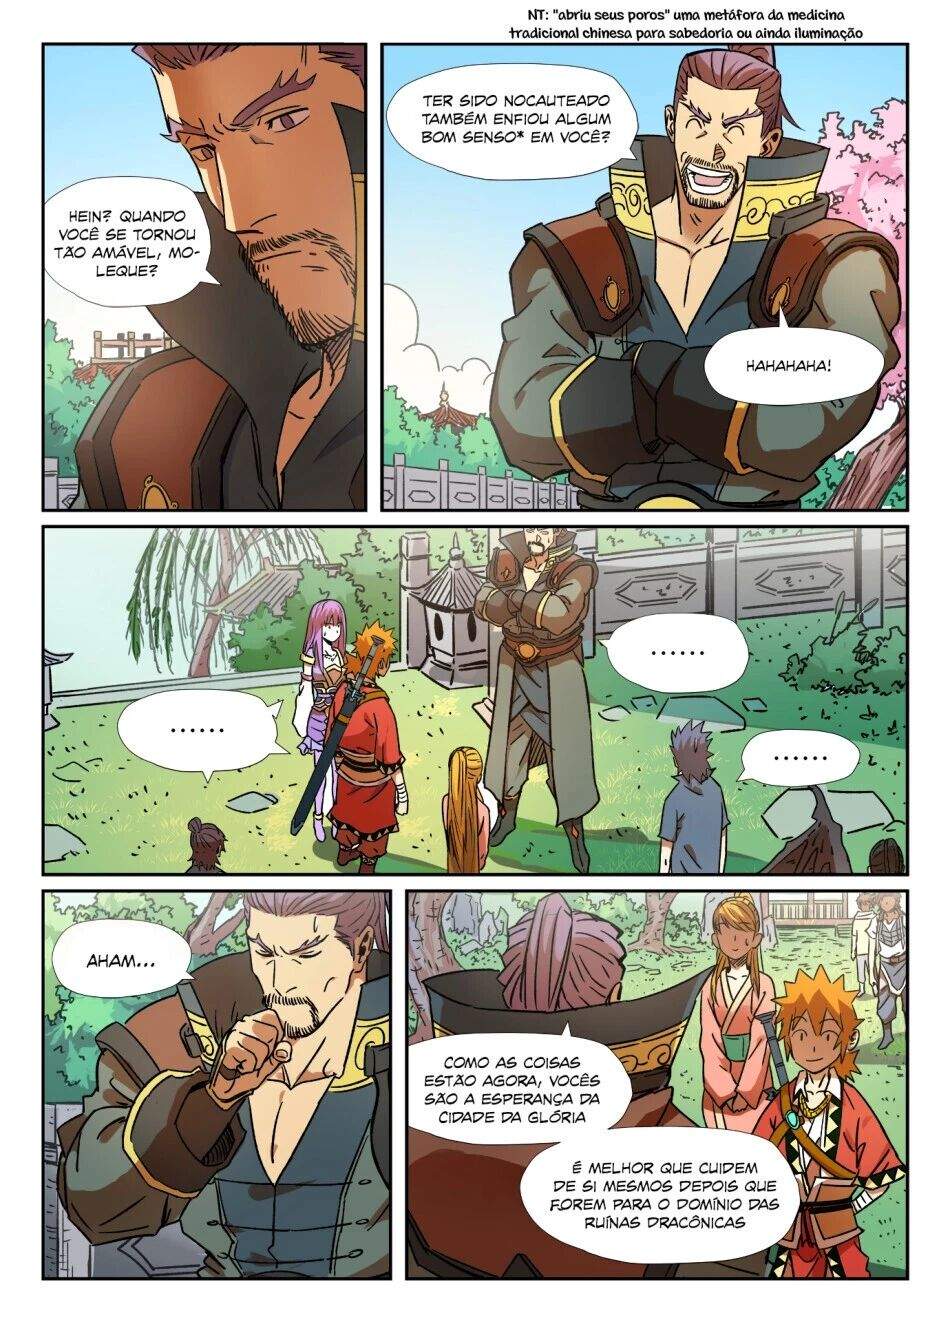 NT: "abriu seus poros" uma metáfora da medicina
tradicional chinesa para sabedoria ou ainda iluminação
HEIN? QUANDO
VOCÊ SE TORNOU
TÃO AMÁVEL, MO-
LEQUE?
TER SIDO NOCAUTEADO
TAMBÉM ENFIOU ALGUM
BOM SENSO* EM VOCÊ?
HAHAHAHA!
......
......
......
AHAM...
COMO AS COISAS
ESTÃO AGORA, VOCÊS
SÃO A ESPERANÇA DA
CIDADE DA GLÓRIA
É MELHOR QUE CUIDEM
DE SI MESMOS DEPOIS QUE
FOREM PARA O DOMÍNIO DAS
RUÍNAS DRACÔNICAS